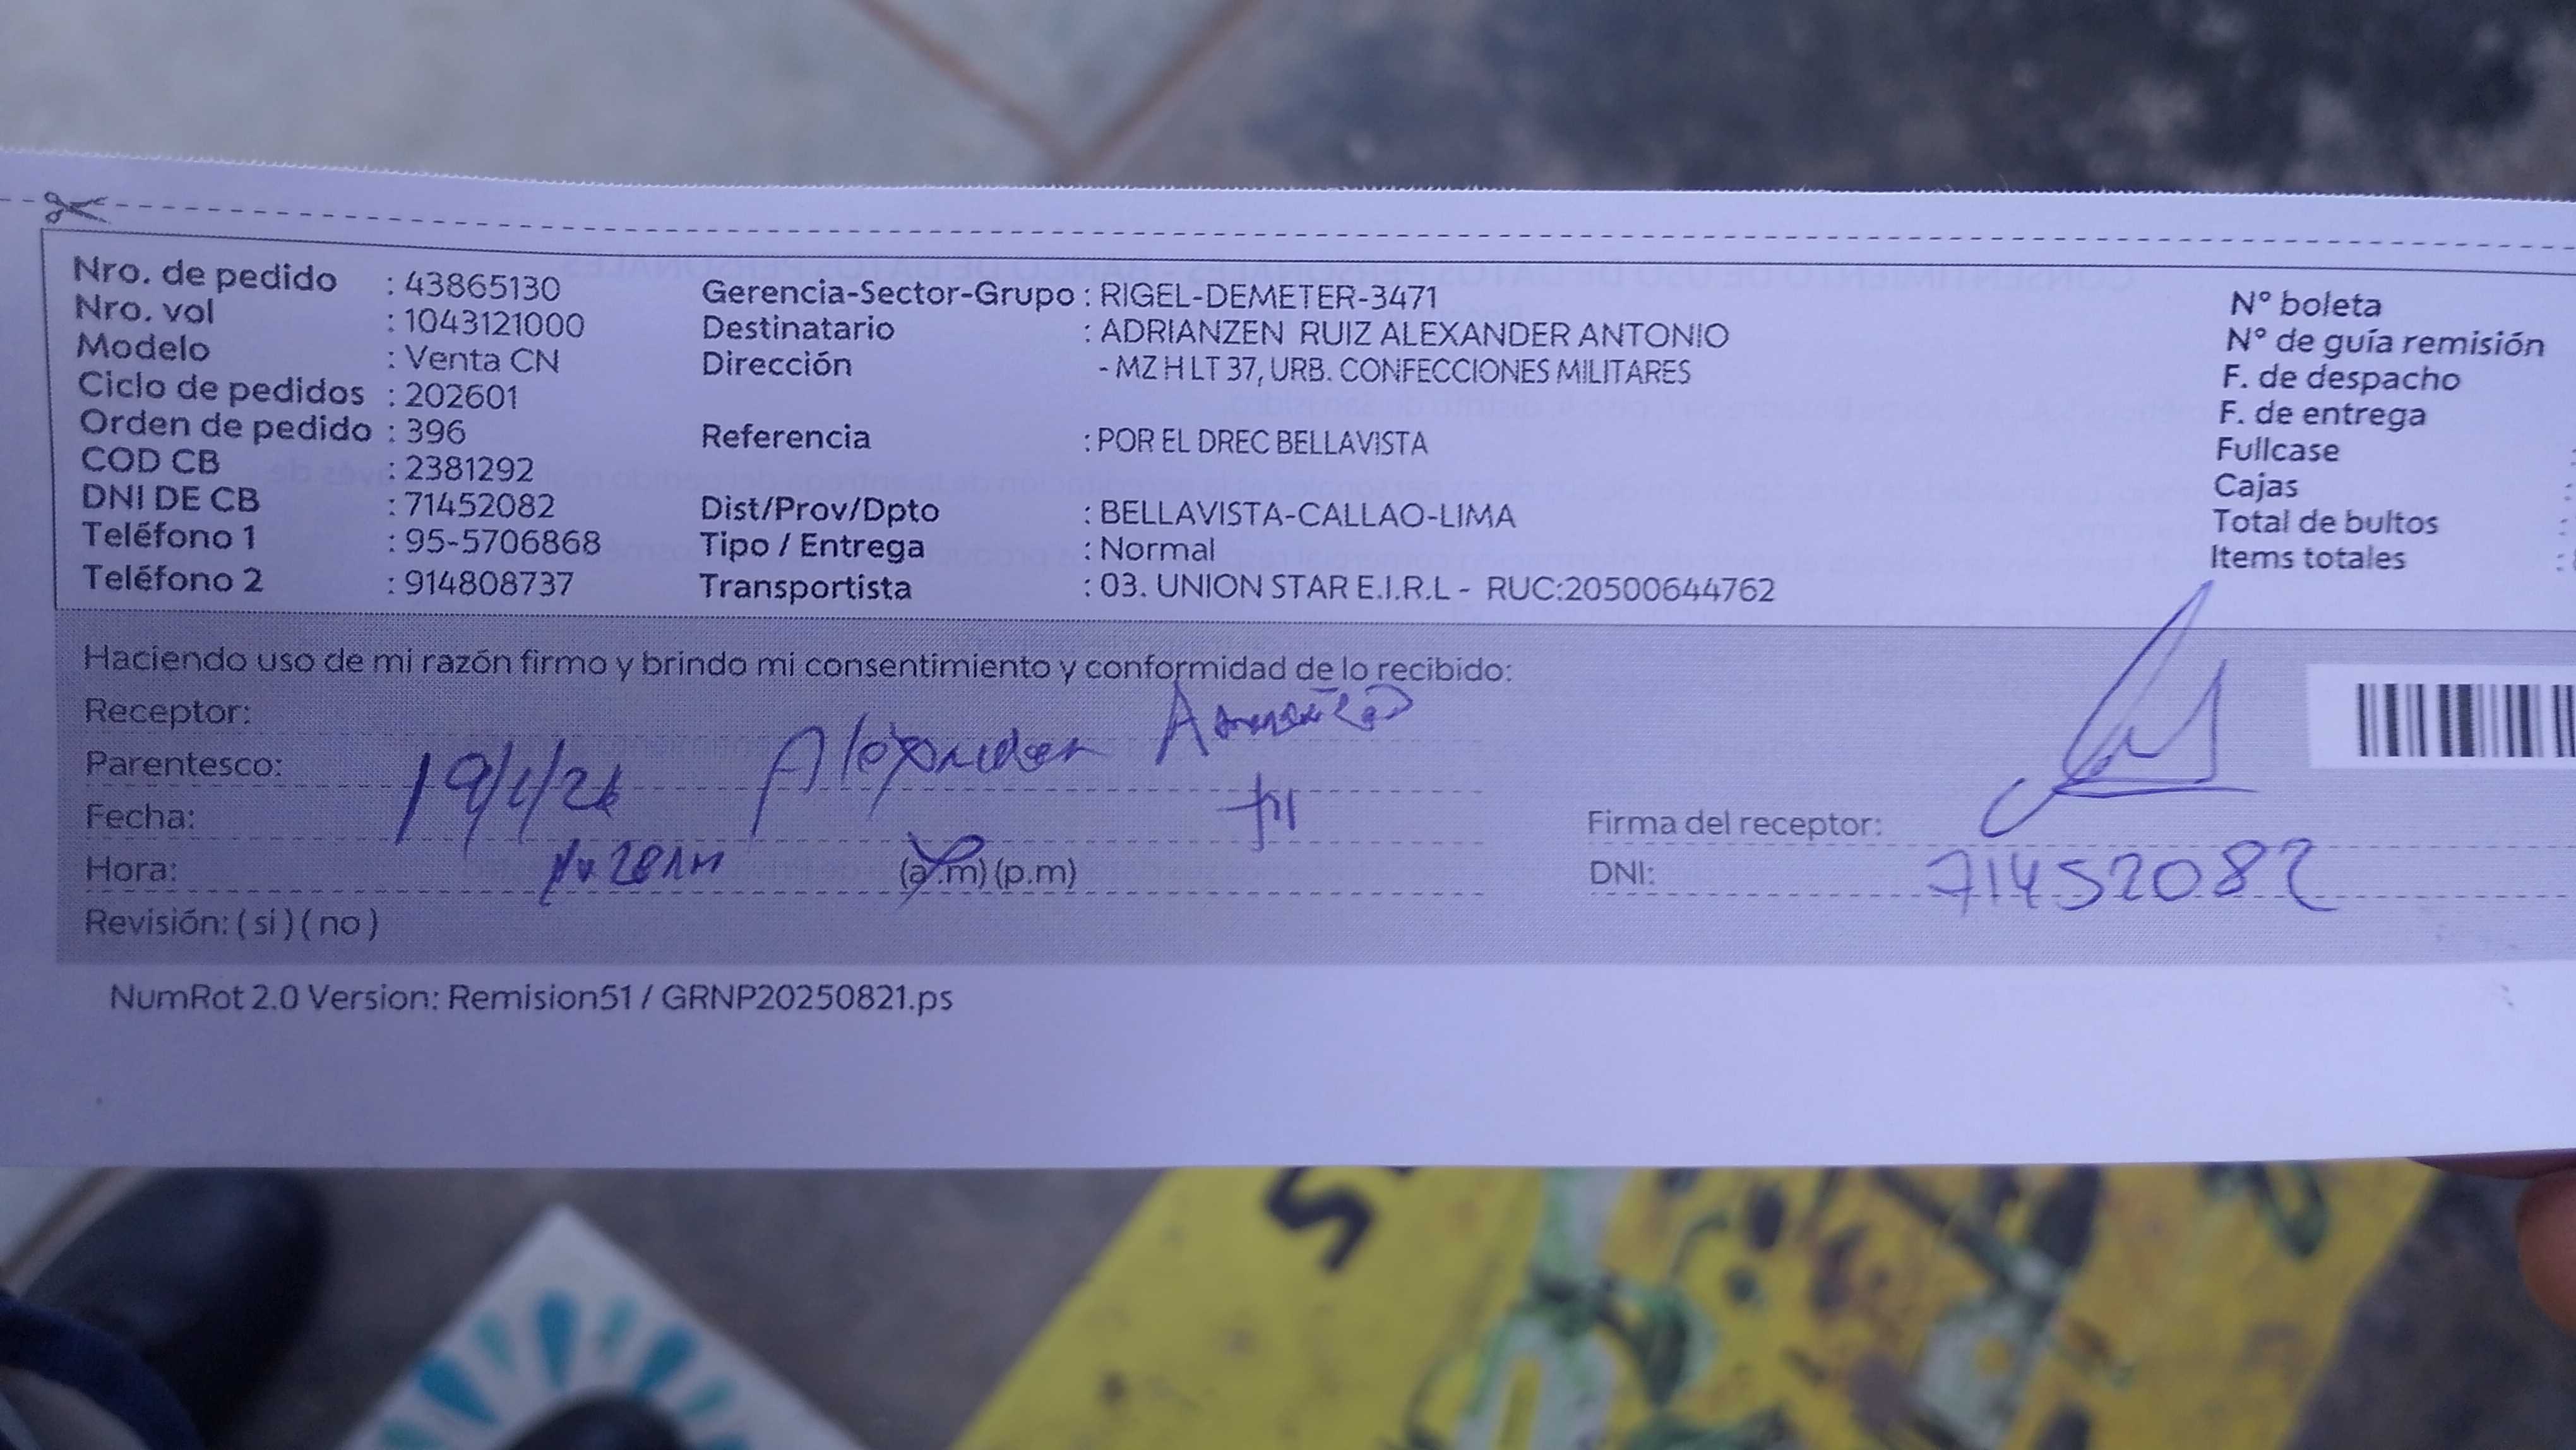 Nro. de pedido : 43865130 Gerencia-Sector-Grupo : RIGEL-DEMETER-3471 N° boleta
Nro. vol : 1043121000 Destinatario : ADRIANZEN RUIZ ALEXANDER ANTONIO N° de guía remisión
Modelo : Venta CN Dirección - MZ H LT 37, URB. CONFECCIONES MILITARES F. de despacho
Ciclo de pedidos : 202601 F. de entrega
Orden de pedido : 396 Referencia : POR EL DREC BELLAVISTA Fullcase
COD CB : 2381292 Cajas
DNI DE CB : 71452082 Dist/Prov/Dpto : BELLAVISTA-CALLAO-LIMA Total de bultos
Teléfono 1 : 95-5706868 Tipo / Entrega : Normal Items totales
Teléfono 2 : 914808737 Transportista : 03. UNION STAR E.I.R.L - RUC:20500644762
Haciendo uso de mi razón firmo y brindo mi consentimiento y conformidad de lo recibido:
Receptor: Alexander
Parentesco:
Fecha: 19/1/26 Firma del receptor:
Hora: (a.m) (p.m) DNI: 71452082
Revisión: ( si ) ( no )
NumRot 2.0 Version: Remision51 / GRNP20250821.ps